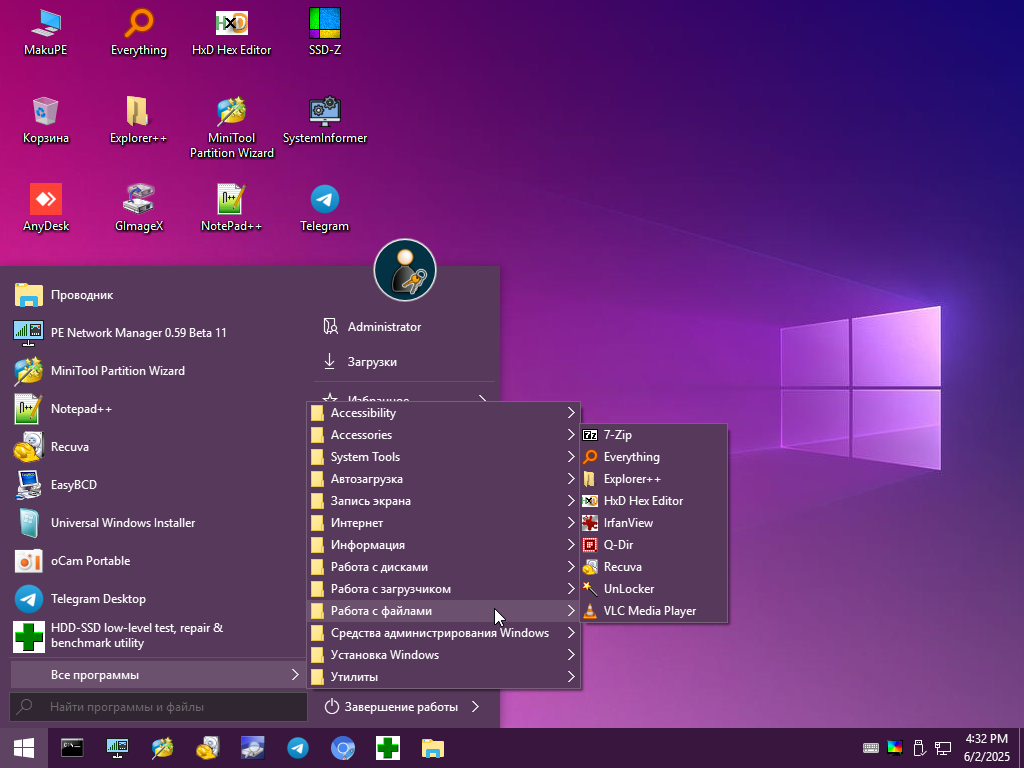 MakuPE
Everything
HxD Hex Editor
SSD-Z
Корзина
Explorer++
MiniTool
Partition Wizard
SystemInformer
AnyDesk
GImageX
NotePad++
Telegram
Проводник
PE Network Manager 0.59 Beta 11
MiniTool Partition Wizard
Notepad++
Recuva
EasyBCD
Universal Windows Installer
oCam Portable
Telegram Desktop
HDD-SSD low-level test, repair &
benchmark utility
Все программы
Найти программы и файлы
Administrator
Загрузки
Избранное
Accessibility
Accessories
System Tools
Автозагрузка
Запись экрана
Интернет
Информация
Работа с дисками
Работа с загрузчиком
Работа с файлами
Средства администрирования Windows
Установка Windows
Утилиты
Завершение работы
7-Zip
Everything
Explorer++
HxD Hex Editor
IrfanView
Q-Dir
Recuva
UnLocker
VLC Media Player
4:32 PM
6/2/2025